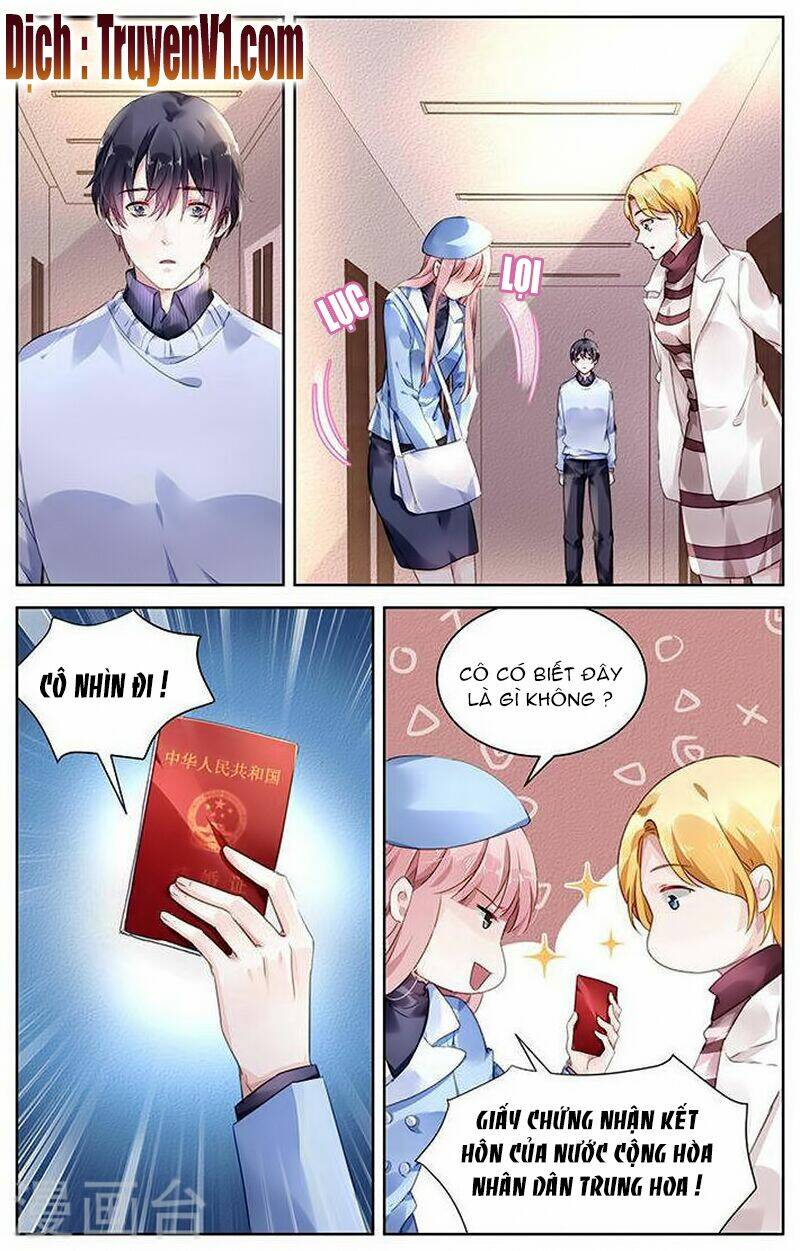 Dịch : TruyenV1.com
LỤC
LỌI
CÔ NHÌN ĐI !
中华人民共和国
婚证
CÔ CÓ BIẾT ĐÂY
LÀ GÌ KHÔNG ?
GIẤY CHỨNG NHẬN KẾT
HÔN CỦA NƯỚC CỘNG HÒA
NHÂN DÂN TRUNG HOA !
漫画台